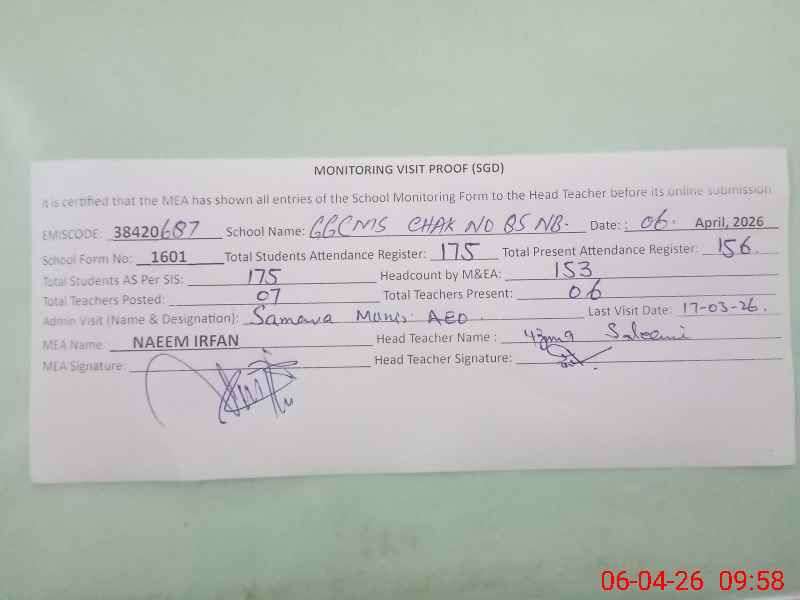 MONITORING VISIT PROOF (SGD)
It is certified that the MEA has shown all entries of the School Monitoring Form to the Head Teacher before its online submission
EMISCODE: 38420687 School Name: GGCMS CHAK NO 85 NB. Date: : 06. April, 2026
School Form No: 1601 Total Students Attendance Register: 175 Total Present Attendance Register: 156.
Total Students AS Per SIS: 175 Headcount by M&EA: 153
Total Teachers Posted: 07 Total Teachers Present: 06
Admin Visit (Name & Designation): AEO. Last Visit Date: 17-03-26.
MEA Name: NAEEM IRFAN Head Teacher Name :
MEA Signature: Head Teacher Signature:
06-04-26 09:58